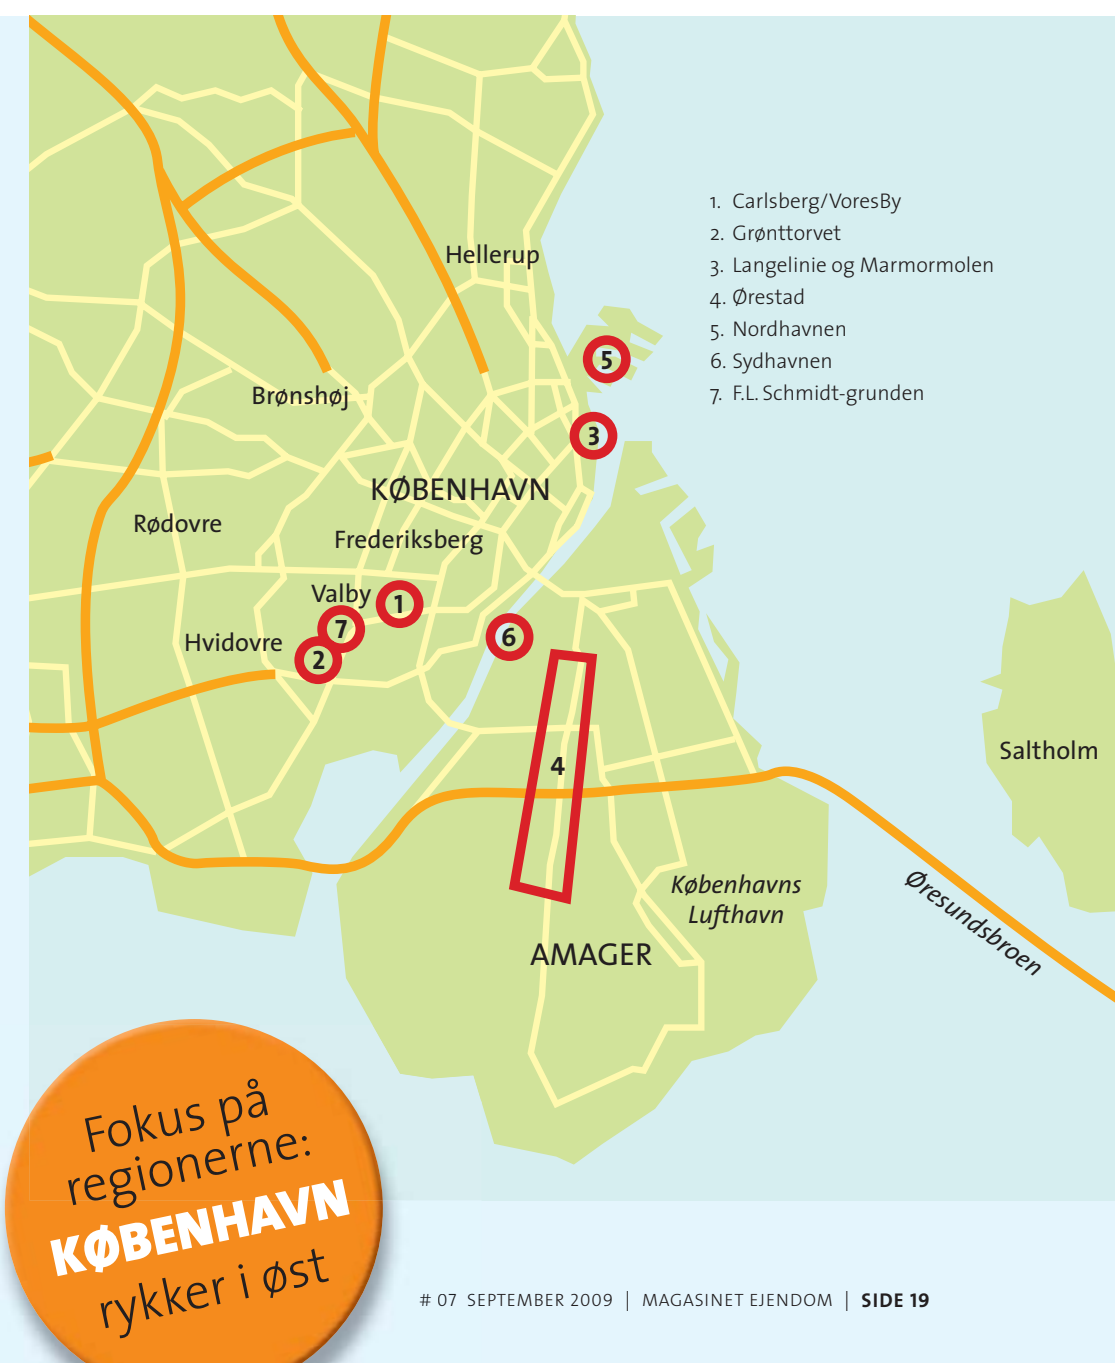 1. Carlsberg/VoresBy
2. Grønttorvet
3. Langelinie og Marmormolen
4. Ørestad
5. Nordhavnen
6. Sydhavnen
7. F.L. Schmidt-grunden
Hellerup
5
Brønshøj
3
KØBENHAVN
Rødovre
Frederiksberg
Valby
1
7
Hvidovre
2
6
Saltholm
4
Københavns
Lufthavn
Øresundsbroen
AMAGER
Fokus på
regionerne:
KØBENHAVN
rykker i øst
# 07 SEPTEMBER 2009 | MAGASINET EJENDOM | SIDE 19